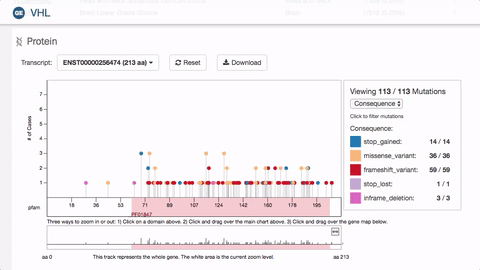 GE VHL
Protein
Transcript: ENST00000256474 (213 aa) Reset Download
# of Cases
7
6
5
4
3
2
1
18 36 53 71 89 107 124 142 160 178 195
pfam
PF01847
Three ways to zoom in or out: 1) Click on a domain above. 2) Click and drag over the main chart above. 3) Click and drag the gene map below.
aa 0 This track represents the whole gene. The white area is the current zoom level. aa 213
Viewing 113 / 113 Mutations
Consequence
Click to filter mutations
Consequence:
stop_gained: 14 / 14
missense_variant: 36 / 36
frameshift_variant: 59 / 59
stop_lost: 1 / 1
inframe_deletion: 3 / 3